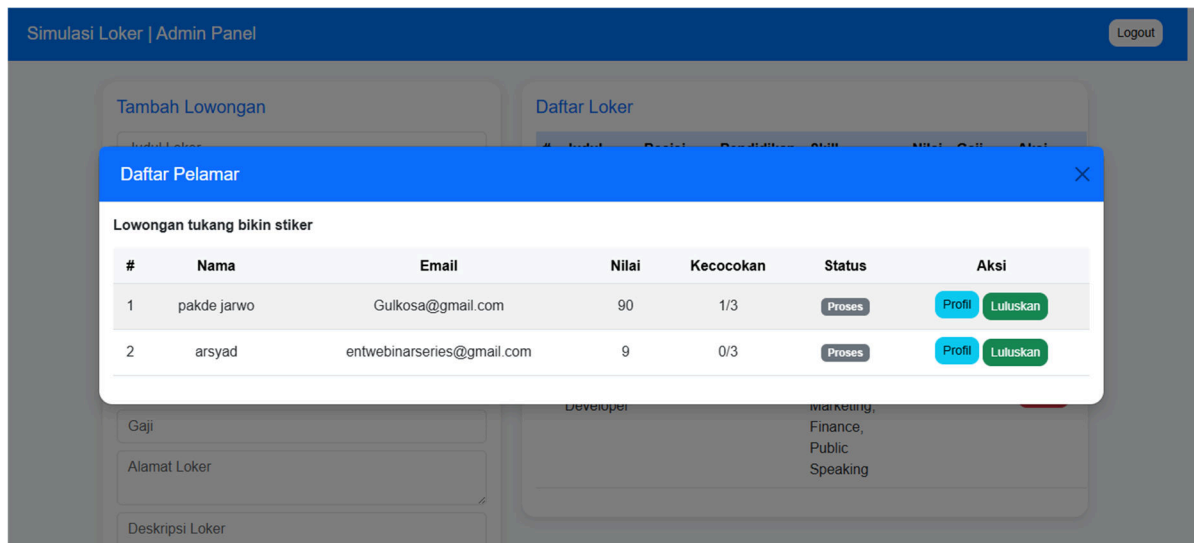 Simulasi Loker | Admin Panel
Logout
Tambah Lowongan
Daftar Loker
Daftar Pelamar
Lowongan tukang bikin stiker
# Nama Email Nilai Kecocokan Status Aksi
1 pakde jarwo Gulkosa@gmail.com 90 1/3 Proses Profil Luluskan
2 arsyad entwebinarseries@gmail.com 9 0/3 Proses Profil Luluskan
Developer
Marketing,
Finance,
Public
Speaking
Gaji
Alamat Loker
Deskripsi Loker